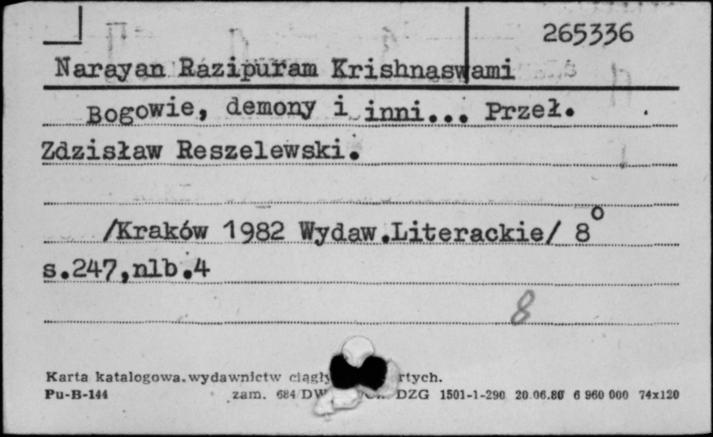 265336
Narayan Razipuram Krishnaswami
Bogowie, demony i inni... Przeł.
Zdzisław Reszelewski.
/Kraków 1982 Wydaw.Literackie/ 8°
s.247,nlb.4
8
Karta katalogowa.wydawnictw rtych.
Pu-B-144 zam. 684 DZG 1501-1-290 20.06.80 6 960 000 74x120